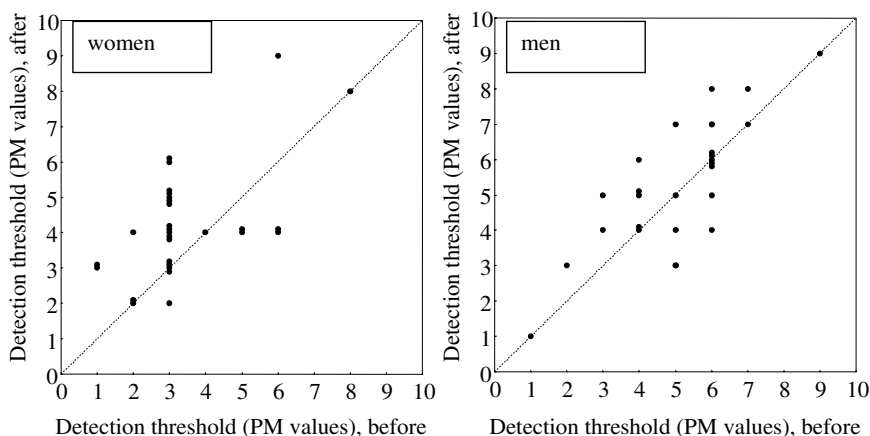 women
Detection threshold (PM values), after
10
9
8
7
6
5
4
3
2
1
0
0 1 2 3 4 5 6 7 8 9 10
Detection threshold (PM values), before
men
Detection threshold (PM values), after
10
9
8
7
6
5
4
3
2
1
0
0 1 2 3 4 5 6 7 8 9 10
Detection threshold (PM values), before